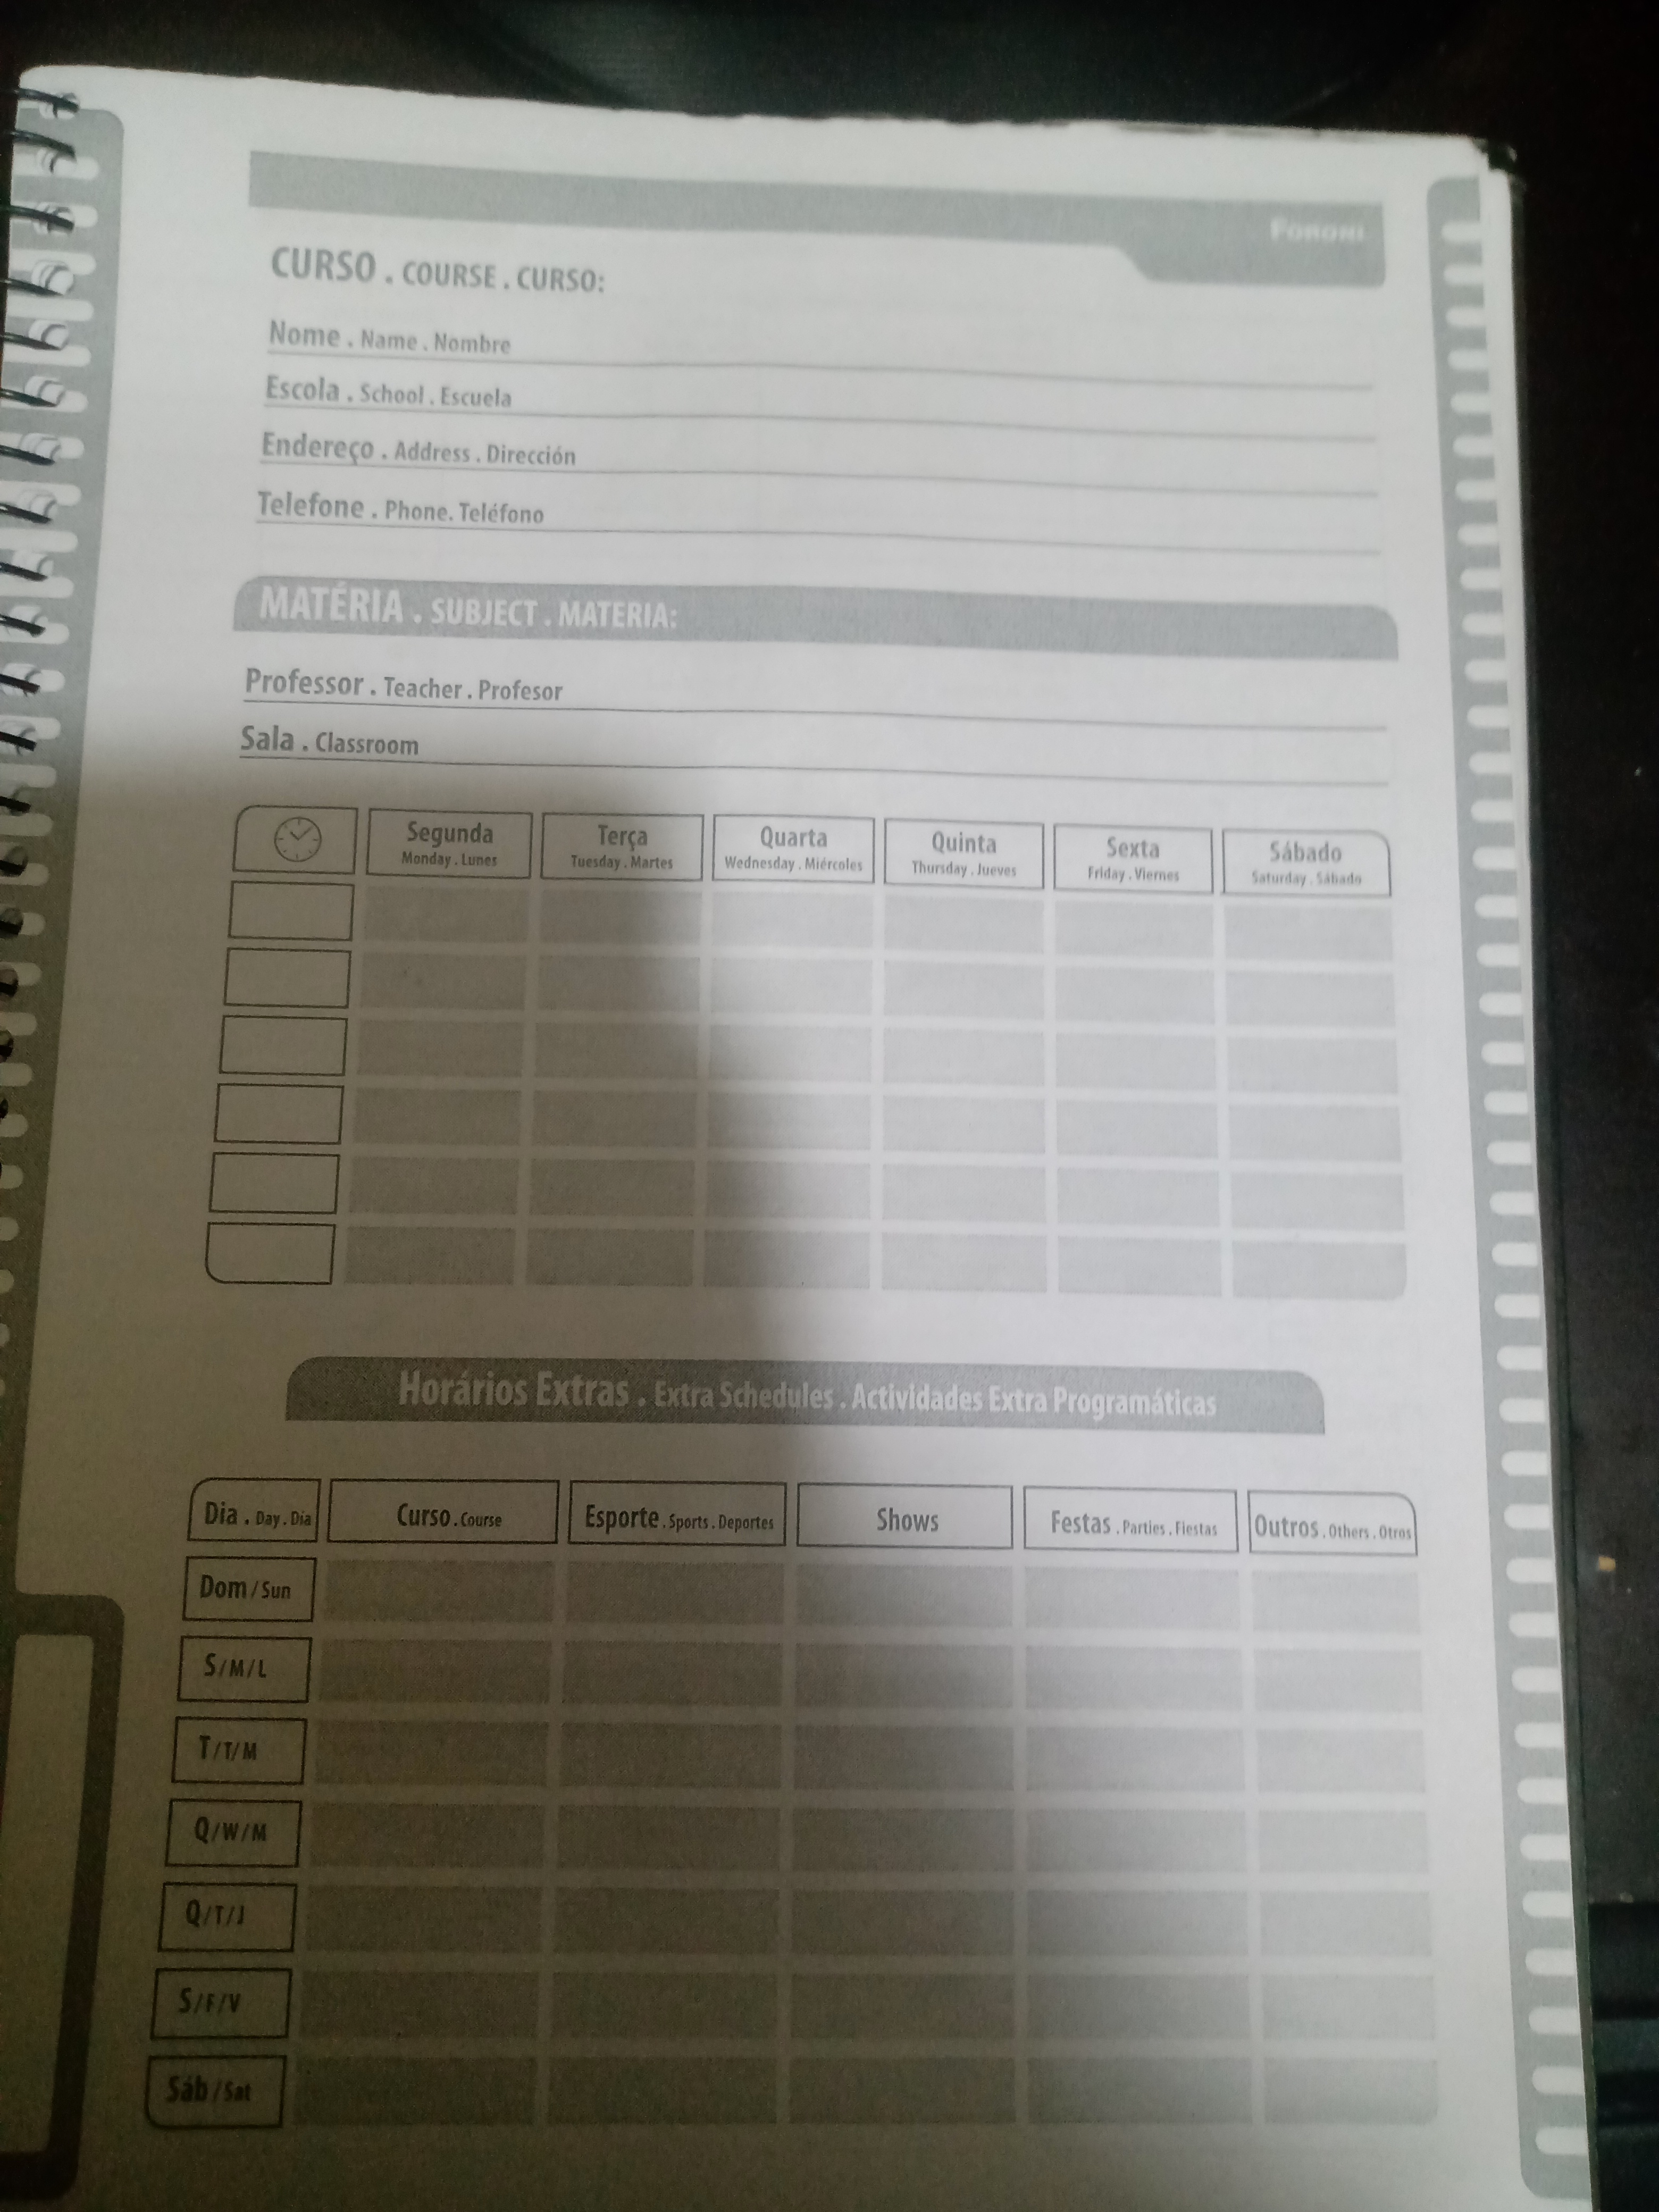 FORONI
CURSO . COURSE . CURSO:
Nome . Name . Nombre
Escola . School . Escuela
Endereço . Address . Dirección
Telefone . Phone. Teléfono
MATÉRIA . SUBJECT . MATERIA:
Professor . Teacher . Profesor
Sala . Classroom
Segunda Terça Quarta Quinta Sexta Sábado
Monday . Lunes Tuesday . Martes Wednesday . Miércoles Thursday . Jueves Friday . Viernes Saturday . Sábado
Horários Extras . Extra Schedules . Actividades Extra Programáticas
Dia . Day . Dia Curso . Course Esporte . Sports . Deportes Shows Festas . Parties . Fiestas Outros . Others . Otros
Dom / Sun
S/M/L
T/T/M
Q/W/M
Q/T/J
S/F/V
Sáb / Sat